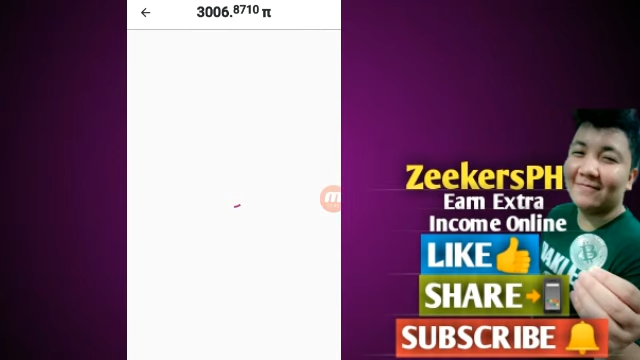 ← 3006.8710 π
ZeekersPH
Earn Extra
Income Online
LIKE
SHARE
SUBSCRIBE